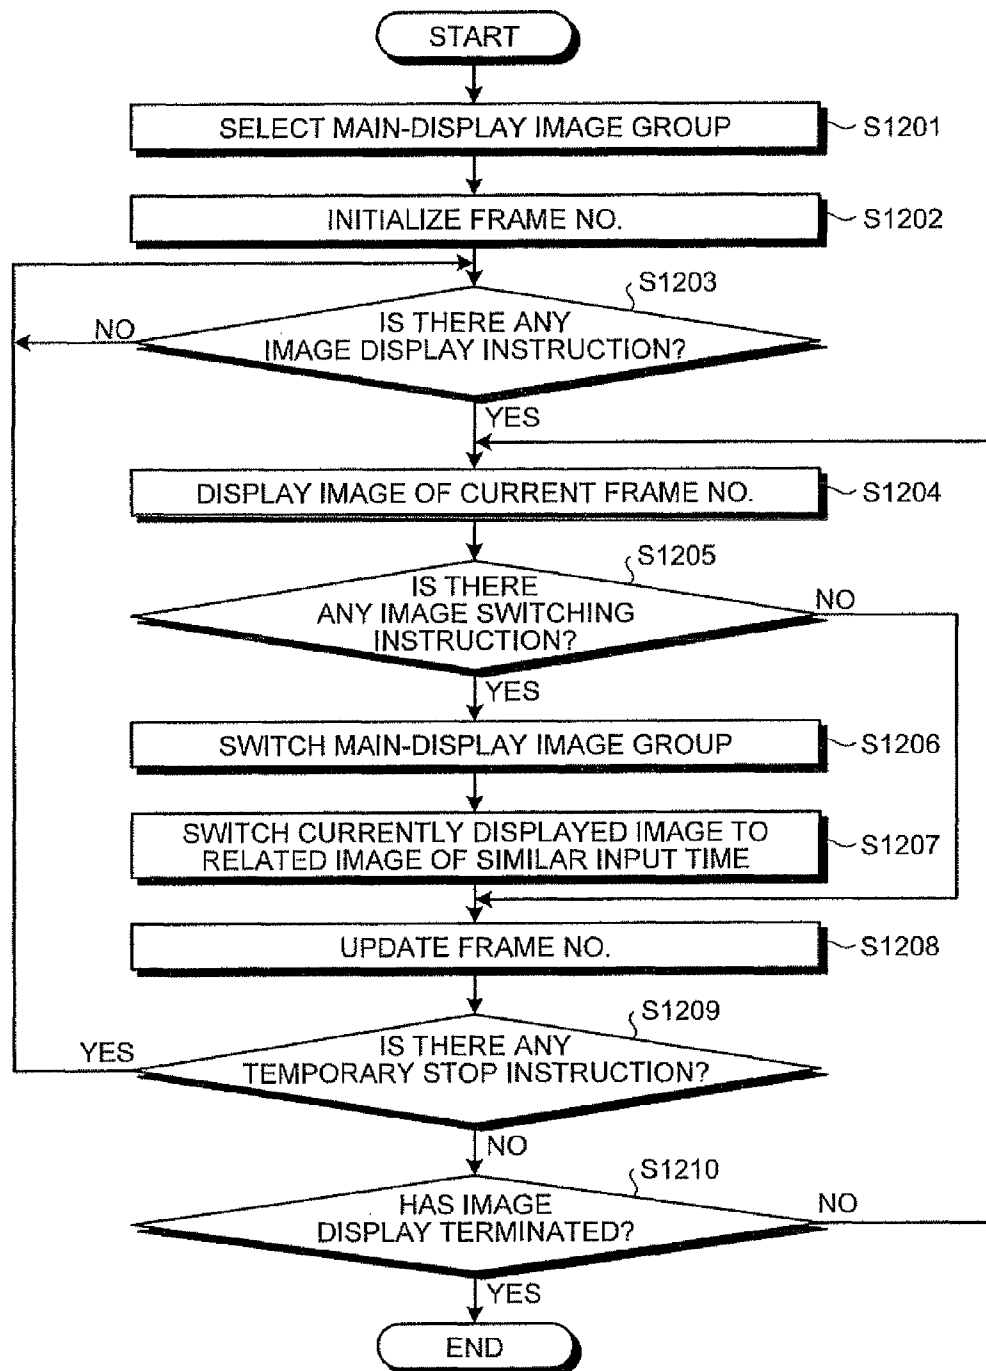 START
SELECT MAIN-DISPLAY IMAGE GROUP
S1201
INITIALIZE FRAME NO.
S1202
S1203
IS THERE ANY
IMAGE DISPLAY INSTRUCTION?
NO
YES
DISPLAY IMAGE OF CURRENT FRAME NO.
S1204
S1205
IS THERE
ANY IMAGE SWITCHING
INSTRUCTION?
NO
YES
SWITCH MAIN-DISPLAY IMAGE GROUP
S1206
SWITCH CURRENTLY DISPLAYED IMAGE TO
RELATED IMAGE OF SIMILAR INPUT TIME
S1207
UPDATE FRAME NO.
S1208
S1209
IS THERE ANY
TEMPORARY STOP INSTRUCTION?
YES
NO
S1210
HAS IMAGE
DISPLAY TERMINATED?
NO
YES
END